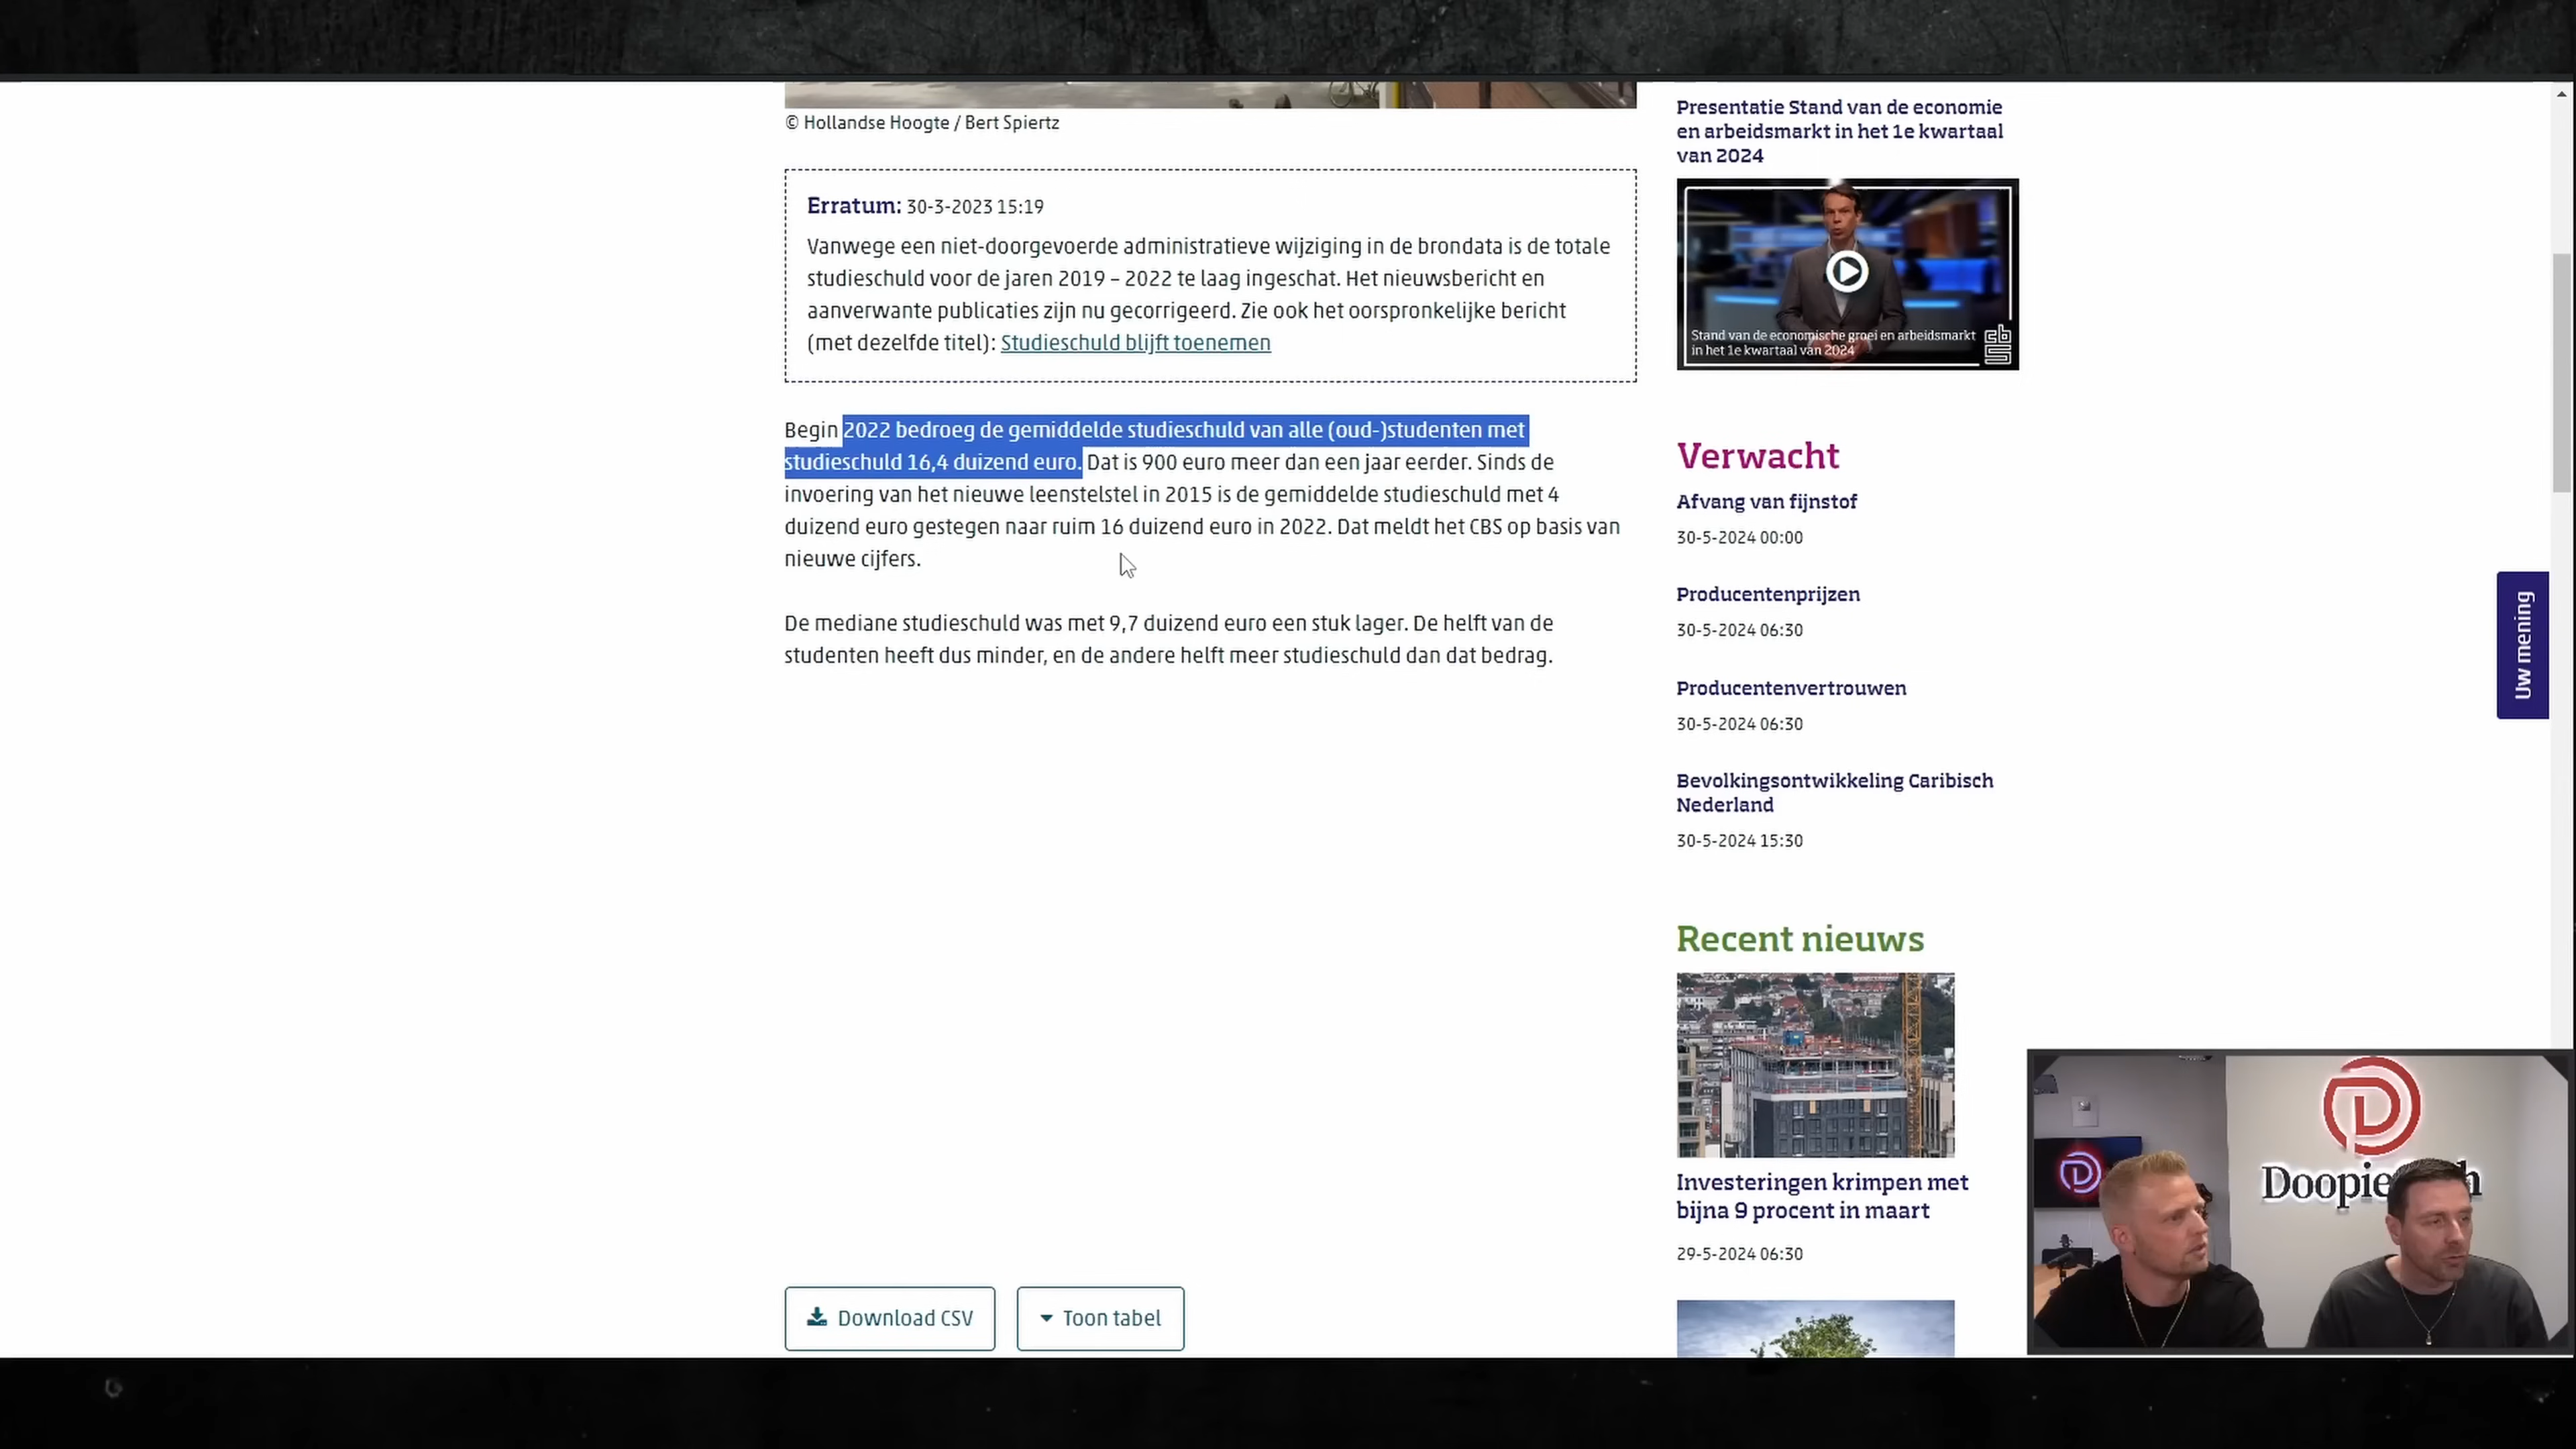 © Hollandse Hoogte / Bert Spiertz
Erratum: 30-3-2023 15:19
Vanwege een niet-doorgevoerde administratieve wijziging in de brondata is de totale
studieschuld voor de jaren 2019 – 2022 te laag ingeschat. Het nieuwsbericht en
aanverwante publicaties zijn nu gecorrigeerd. Zie ook het oorspronkelijke bericht
(met dezelfde titel): Studieschuld blijft toenemen
Begin 2022 bedroeg de gemiddelde studieschuld van alle (oud-)studenten met
studieschuld 16,4 duizend euro. Dat is 900 euro meer dan een jaar eerder. Sinds de
invoering van het nieuwe leenstelstel in 2015 is de gemiddelde studieschuld met 4
duizend euro gestegen naar ruim 16 duizend euro in 2022. Dat meldt het CBS op basis van
nieuwe cijfers.
De mediane studieschuld was met 9,7 duizend euro een stuk lager. De helft van de
studenten heeft dus minder, en de andere helft meer studieschuld dan dat bedrag.
Download CSV
Toon tabel
Presentatie Stand van de economie
en arbeidsmarkt in het 1e kwartaal
van 2024
Stand van de economische groei en arbeidsmarkt
in het 1e kwartaal van 2024
cbs
Verwacht
Afvang van fijnstof
30-5-2024 00:00
Producentenprijzen
30-5-2024 06:30
Producentenvertrouwen
30-5-2024 06:30
Bevolkingsontwikkeling Caribisch
Nederland
30-5-2024 15:30
Recent nieuws
Investeringen krimpen met
bijna 9 procent in maart
29-5-2024 06:30
Uw mening